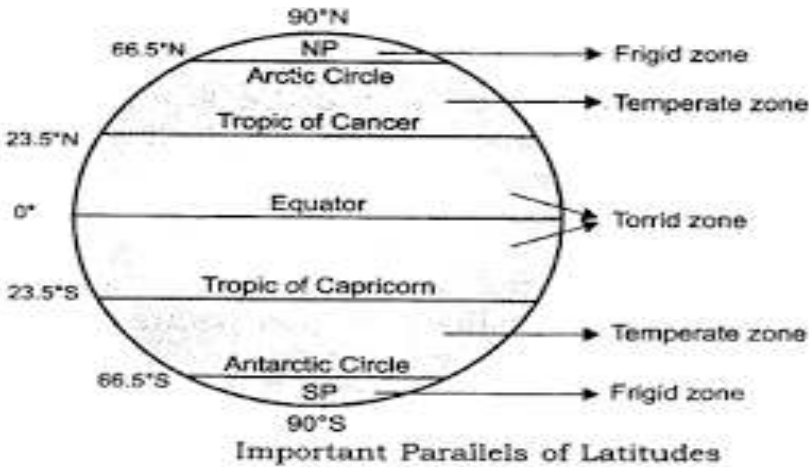 90°N
66.5°N NP Frigid zone
Arctic Circle
Temperate zone
Tropic of Cancer
23.5°N
Equator
0° Torrid zone
Tropic of Capricorn
23.5°S
Temperate zone
Antarctic Circle
66.5°S SP Frigid zone
90°S
Important Parallels of Latitudes